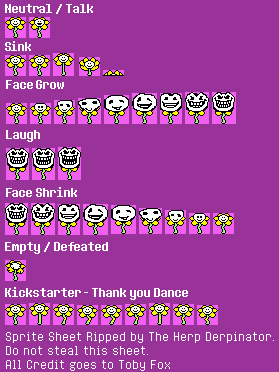 Neutral / Talk
Sink
Face Grow
Laugh
Face Shrink
Empty / Defeated
Kickstarter - Thank you Dance
Sprite Sheet Ripped by The Herp Derpinator.
Do not steal this sheet.
All Credit goes to Toby Fox